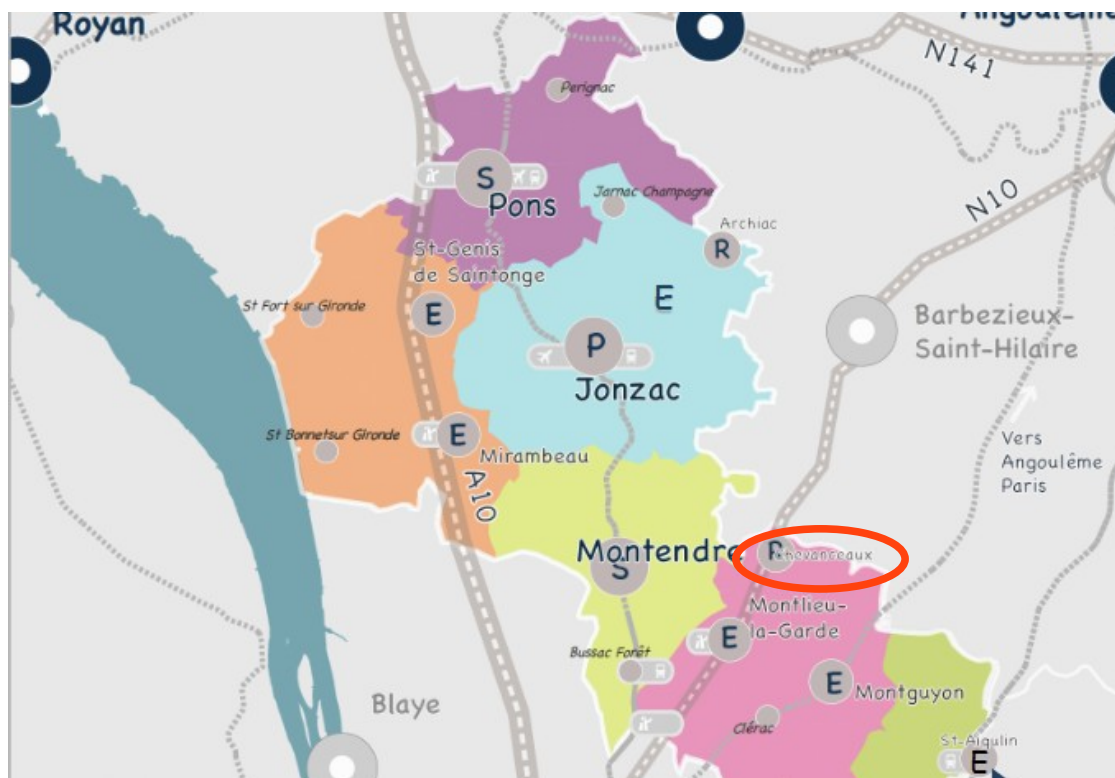 Royan
Angoulême
N141
Perignac
S
Pons
Jarnac Champagne
N10
Archiac
R
St-Genis
de Saintonge
E
St Fort sur Gironde
E
P
Jonzac
Barbezieux-
Saint-Hilaire
St Bonnetsur Gironde
E
Mirambeau
A10
Vers
Angoulême
Paris
Montendre
S
R
Chevanceaux
Montlieu-
la-Garde
E
Bussac Forêt
E
Montguyon
Blaye
Clérac
St-Aigulin
E